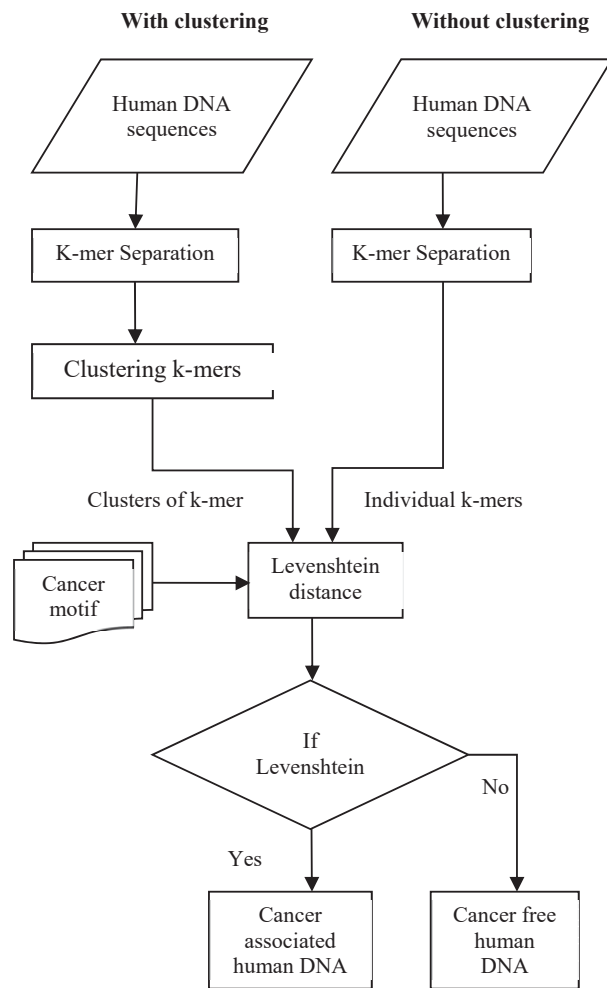 With clustering
Without clustering
Human DNA
sequences
Human DNA
sequences
K-mer Separation
K-mer Separation
Clustering k-mers
Clusters of k-mer
Individual k-mers
Cancer
motif
Levenshtein
distance
If
Levenshtein
No
Yes
Cancer
associated
human DNA
Cancer free
human
DNA